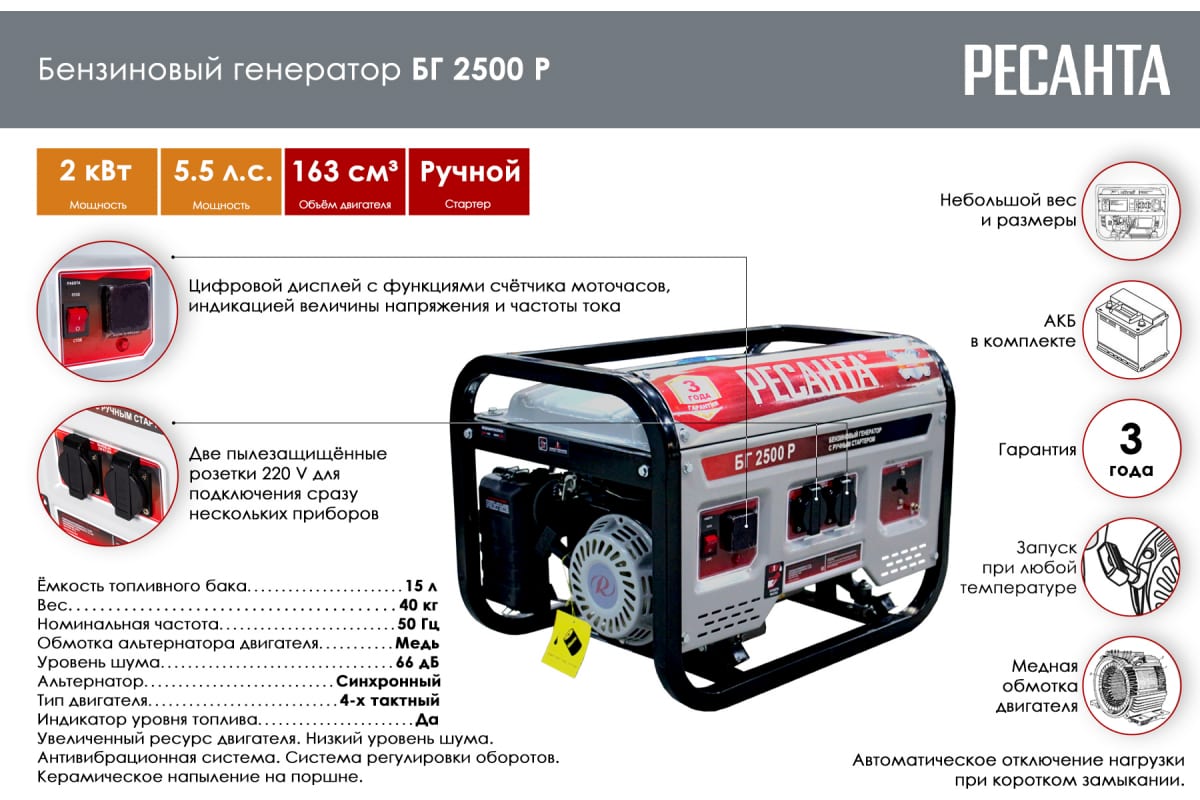 Бензиновый генератор БГ 2500 Р
РЕСАНТА
2 кВт
Мощность
5.5 л.с.
Мощность
163 см³
Объём двигателя
Ручной
Стартер
Небольшой вес
и размеры
РАБОТА
СТОП
Цифровой дисплей с функциями счётчика моточасов,
индикацией величины напряжения и частоты тока
АКБ
в комплекте
С РУЧНЫМ СТАР
Две пылезащищённые
розетки 220 V для
подключения сразу
нескольких приборов
3
ГОДА
ГАРАНТИЯ
РЕСАНТА
БЕНЗИНОВЫЙ ГЕНЕРАТОР
С РУЧНЫМ СТАРТЕРОМ
БГ 2500 Р
Гарантия
3
года
Запуск
при любой
температуре
Ёмкость топливного бака 15 л
Вес 40 кг
Номинальная частота 50 Гц
Обмотка альтернатора двигателя Медь
Уровень шума 66 дБ
Альтернатор Синхронный
Тип двигателя 4-х тактный
Индикатор уровня топлива Да
Увеличенный ресурс двигателя. Низкий уровень шума.
Антивибрационная система. Система регулировки оборотов.
Керамическое напыление на поршне.
Медная
обмотка
двигателя
Автоматическое отключение нагрузки
при коротком замыкании.